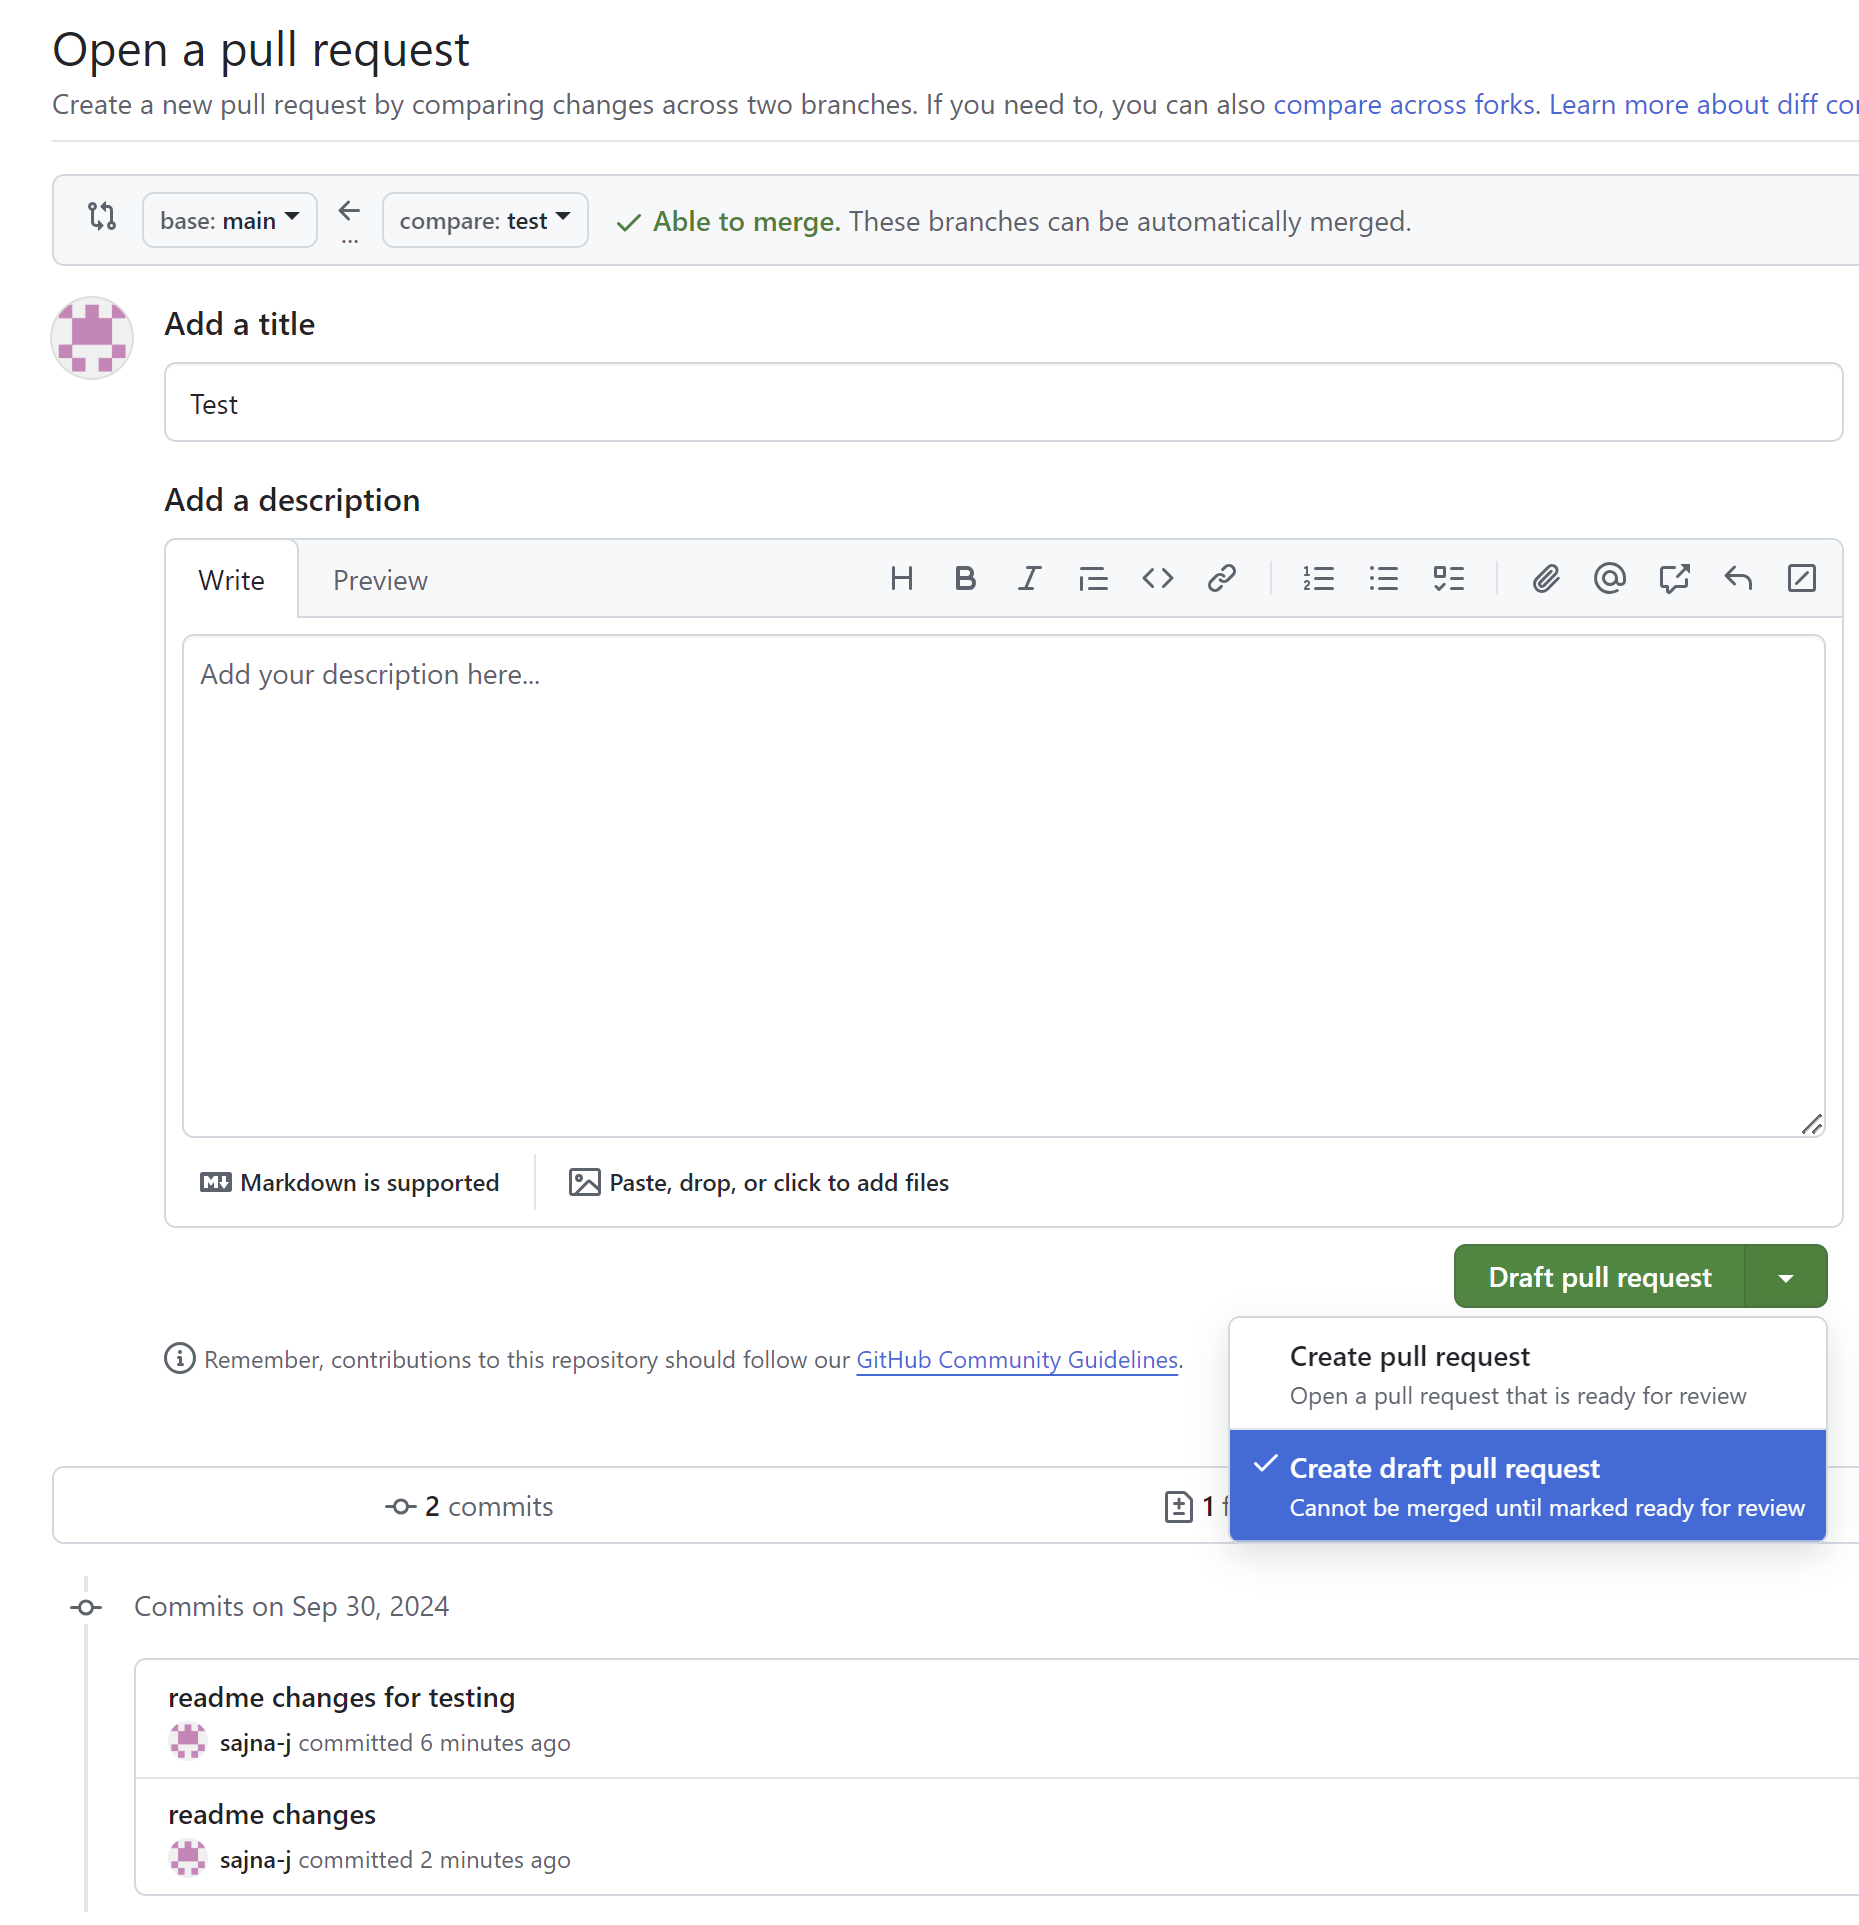 Open a pull request
Create a new pull request by comparing changes across two branches. If you need to, you can also compare across forks. Learn more about diff
base: main ← ... compare: test ✓ Able to merge. These branches can be automatically merged.
Add a title
Test
Add a description
Write Preview
Add your description here...
Markdown is supported Paste, drop, or click to add files
Draft pull request
Remember, contributions to this repository should follow our GitHub Community Guidelines.
Create pull request
Open a pull request that is ready for review
Create draft pull request
Cannot be merged until marked ready for review
2 commits 1
Commits on Sep 30, 2024
readme changes for testing
sajna-j committed 6 minutes ago
readme changes
sajna-j committed 2 minutes ago